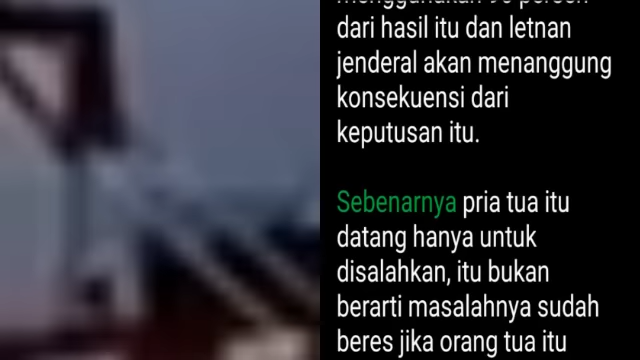 dari hasil itu dan letnan
jenderal akan menanggung
konsekuensi dari
keputusan itu.
Sebenarnya pria tua itu
datang hanya untuk
disalahkan, itu bukan
berarti masalahnya sudah
beres jika orang tua itu